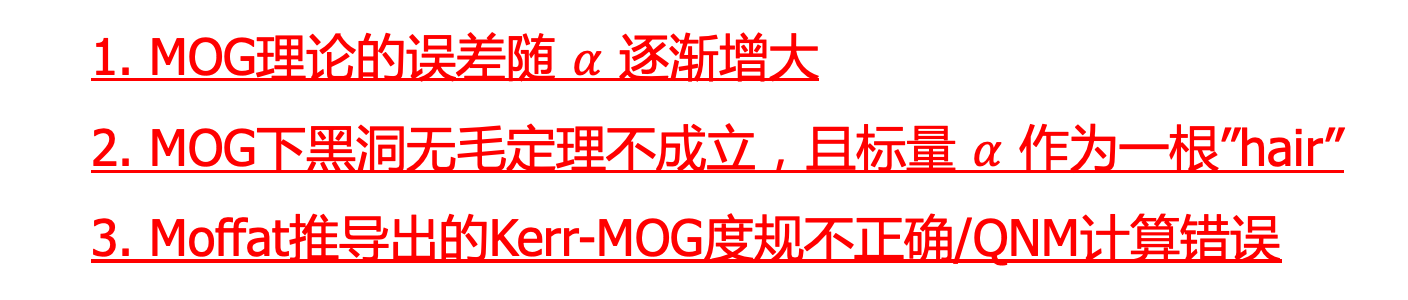 1. MOG理论的误差随 𝛼 逐渐增大
2. MOG下黑洞无毛定理不成立，且标量 𝛼 作为一根”hair”
3. Moffat推导出的Kerr-MOG度规不正确/QNM计算错误